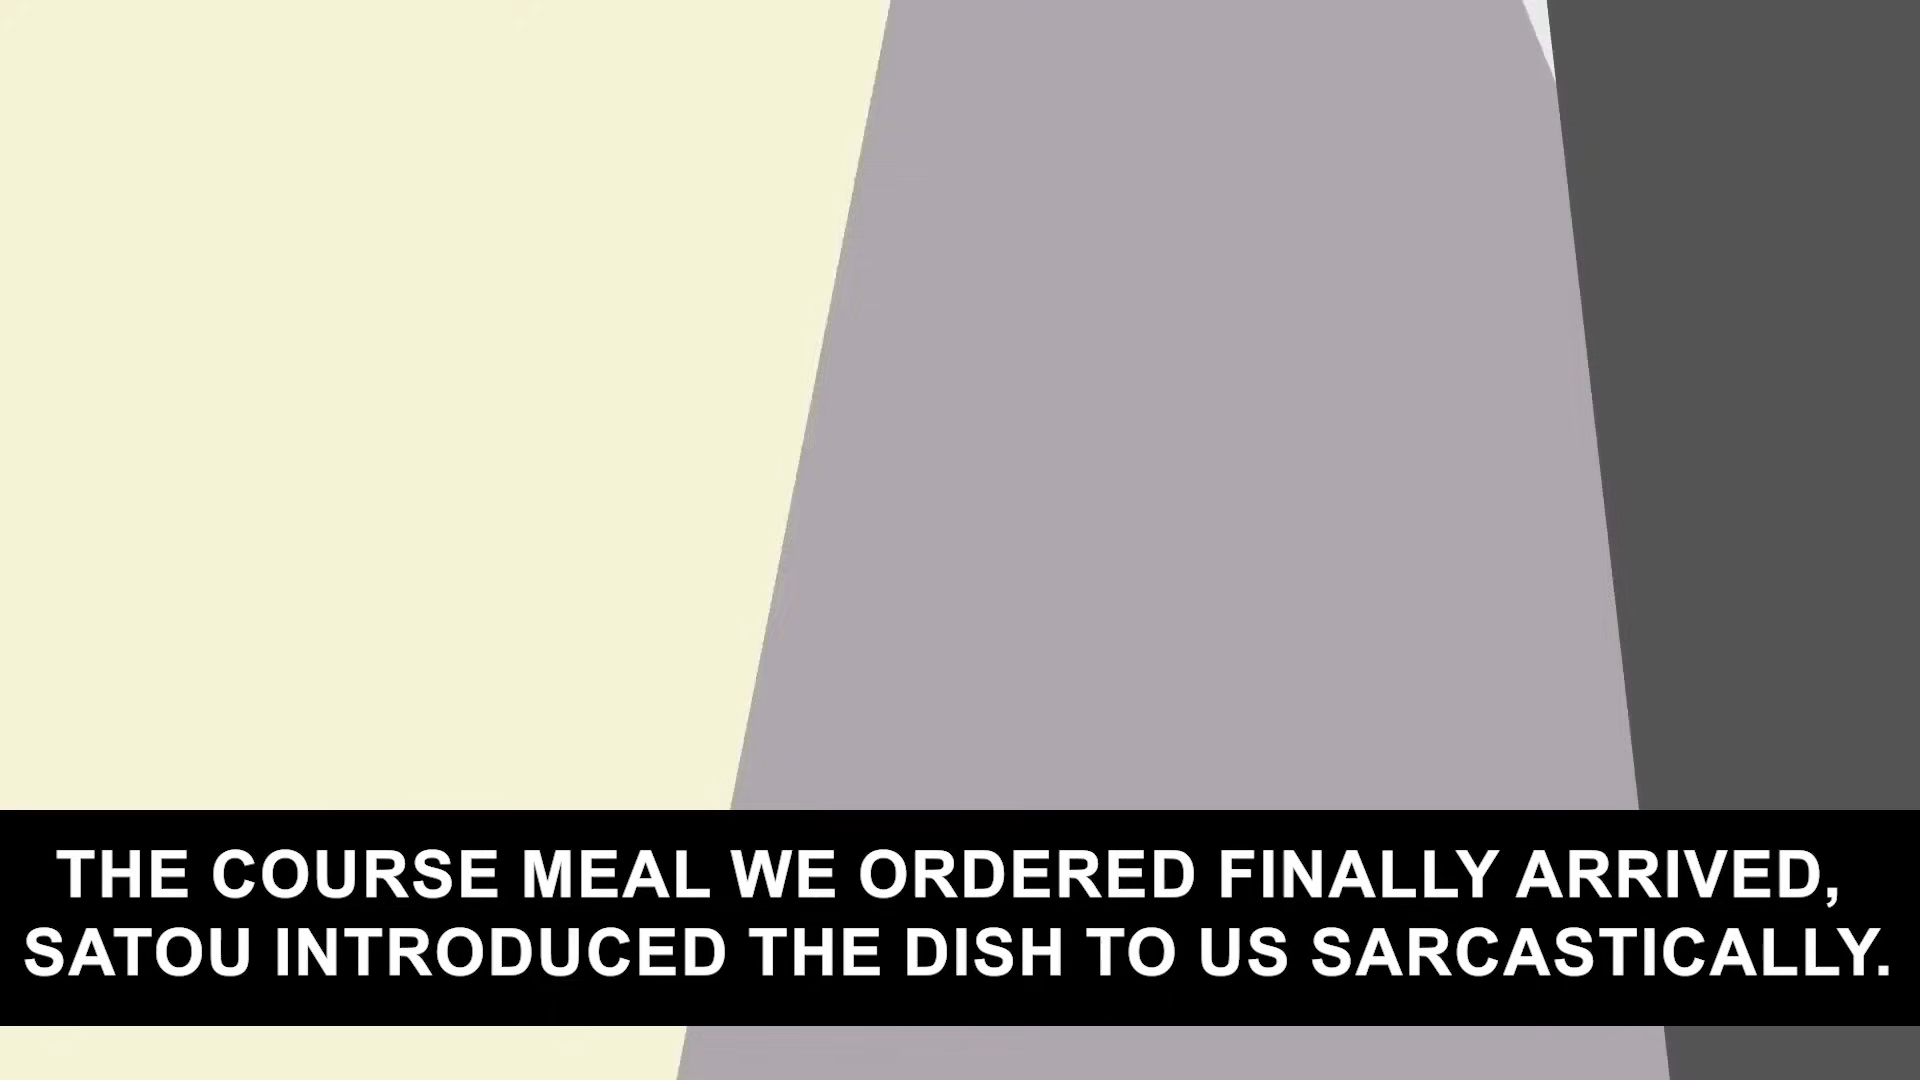 THE COURSE MEAL WE ORDERED FINALLY ARRIVED,
SATOU INTRODUCED THE DISH TO US SARCASTICALLY.